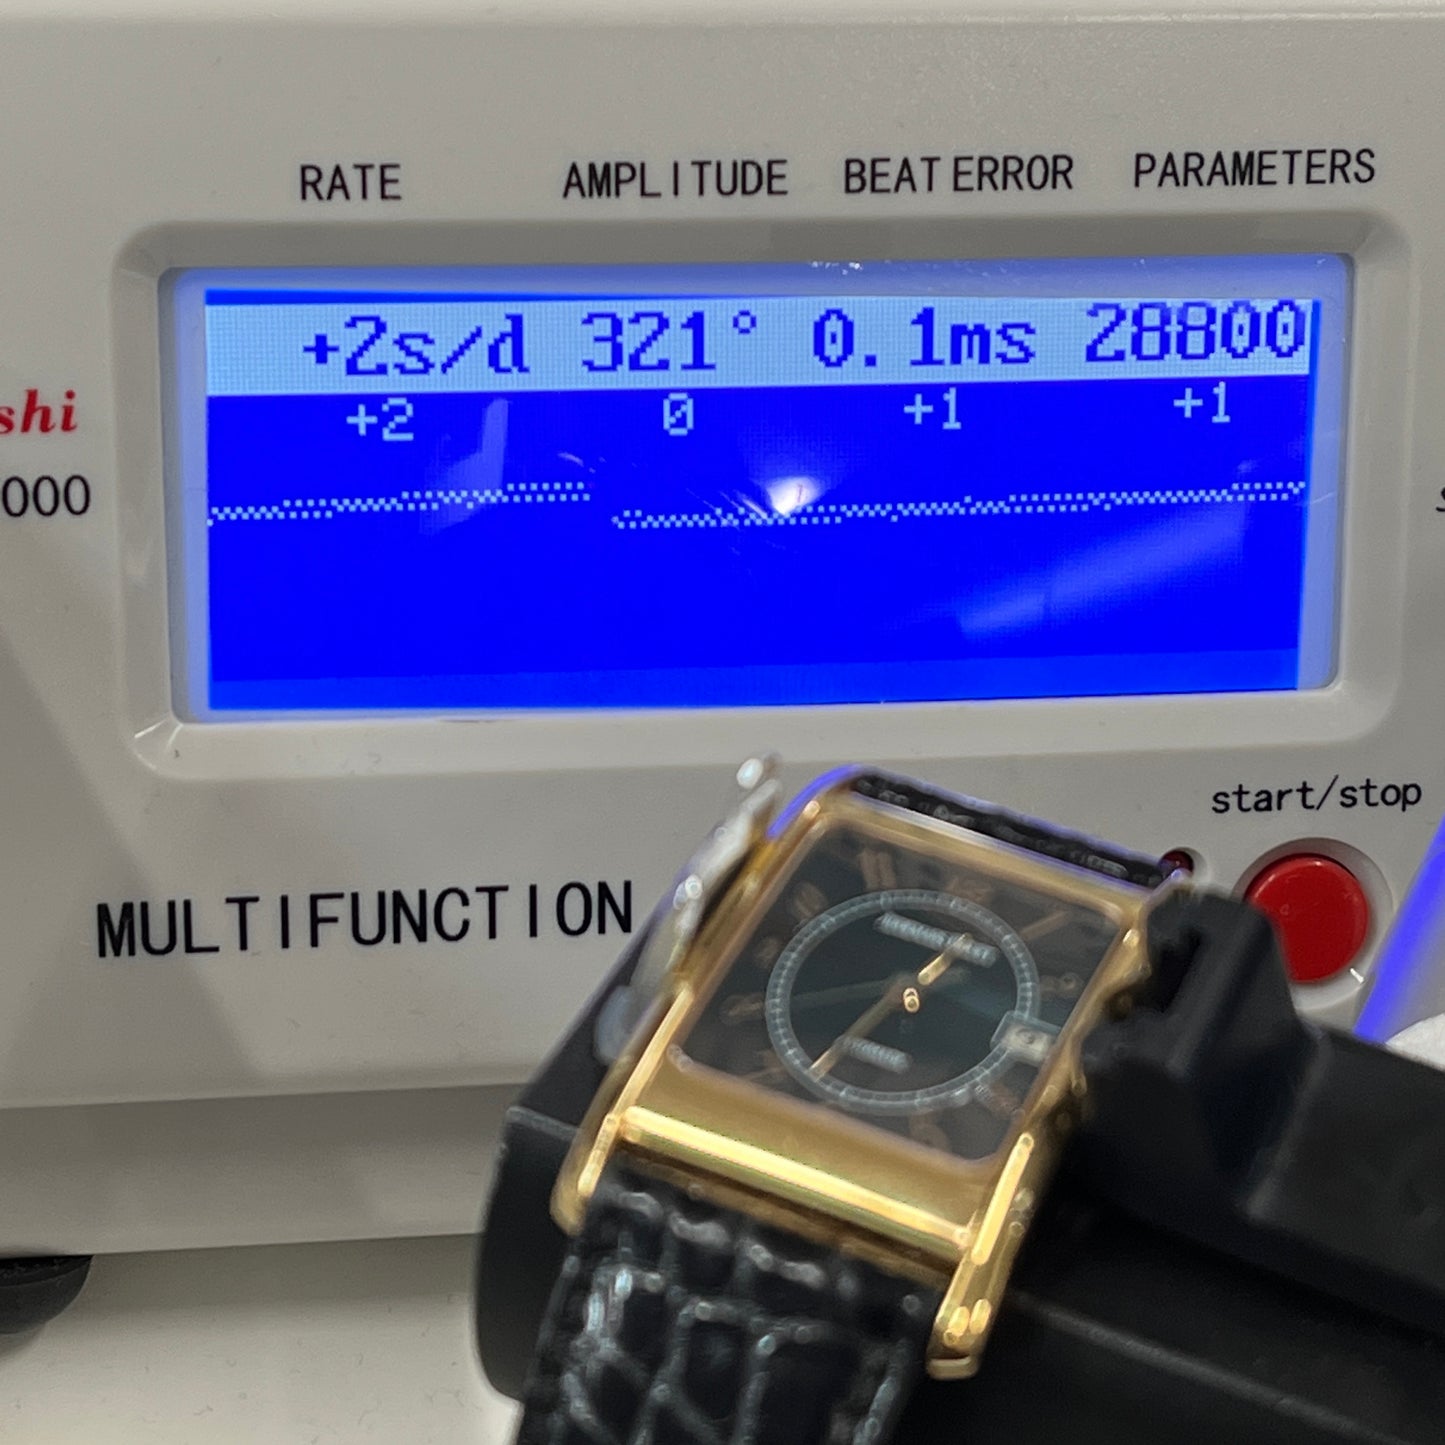 RATE AMPLITUDE BEAT ERROR PARAMETERS
+2s/d 321° 0.1ms 28800
+2 0 +1 +1
shi
000
start/stop
MULTIFUNCTION